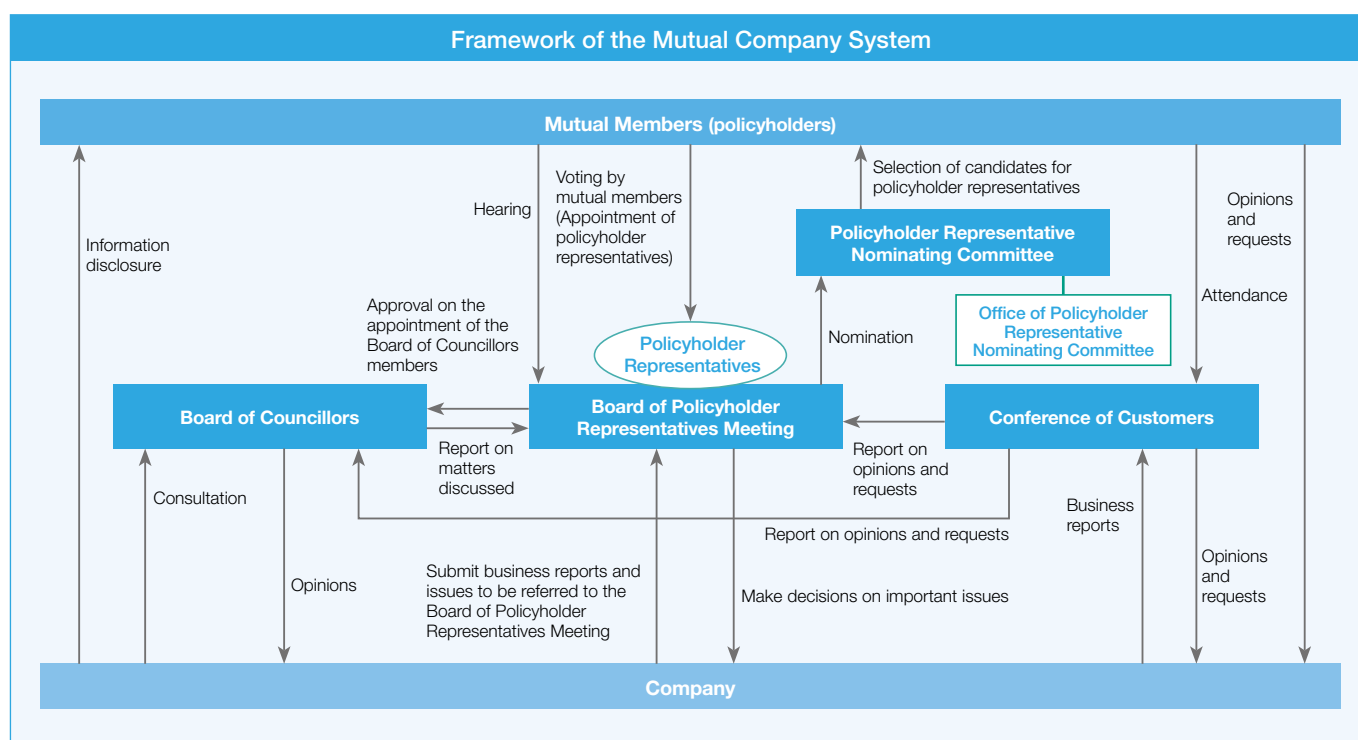 Framework of the Mutual Company System
Mutual Members (policyholders)
Information
disclosure
Hearing
Voting by
mutual members
(Appointment of
policyholder
representatives)
Selection of candidates for
policyholder representatives
Policyholder Representative
Nominating Committee
Office of Policyholder
Representative
Nominating Committee
Attendance
Opinions
and
requests
Approval on the
appointment of the
Board of Councillors
members
Policyholder
Representatives
Nomination
Board of Councillors
Board of Policyholder
Representatives Meeting
Conference of Customers
Report on
matters
discussed
Report on
opinions and
requests
Consultation
Report on opinions and requests
Business
reports
Opinions
Submit business reports and
issues to be referred to the
Board of Policyholder
Representatives Meeting
Make decisions on important issues
Opinions
and
requests
Company